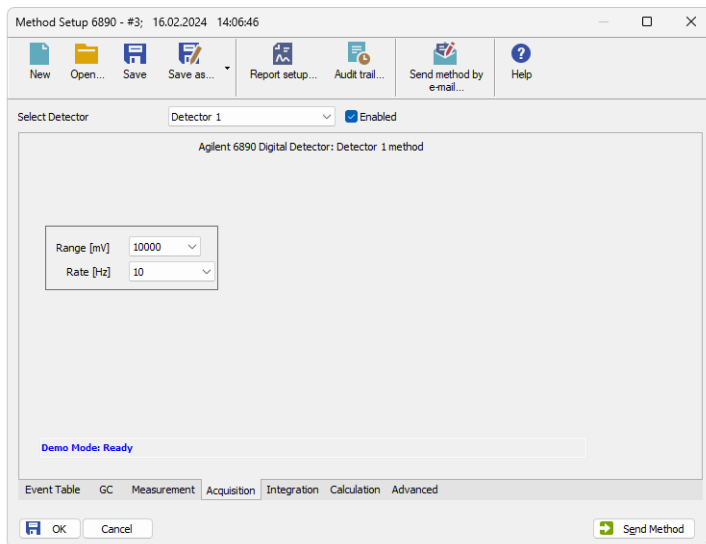 Method Setup 6890 - #3; 16.02.2024 14:06:46
New Open... Save Save as... Report setup... Audit trail... Send method by e-mail... Help
Select Detector Detector 1 Enabled
Agilent 6890 Digital Detector: Detector 1 method
Range [mV] 10000
Rate [Hz] 10
Demo Mode: Ready
Event Table GC Measurement Acquisition Integration Calculation Advanced
OK Cancel Send Method